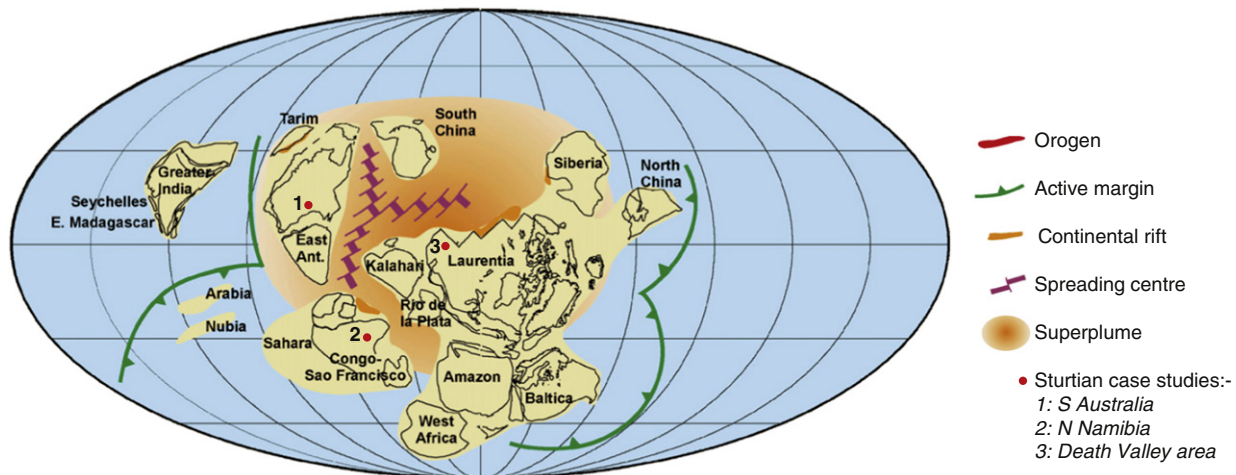 Tarim
South
China
Siberia
North
China
Greater
India
Seychelles
E. Madagascar
1
East
Ant.
3
Laurentia
Kalahari
Rio de
la Plata
Arabia
Nubia
Sahara
2
Congo-
Sao Francisco
Amazon
Baltica
West
Africa
Orogen
Active margin
Continental rift
Spreading centre
Superplume
Sturtian case studies:-
1: S Australia
2: N Namibia
3: Death Valley area